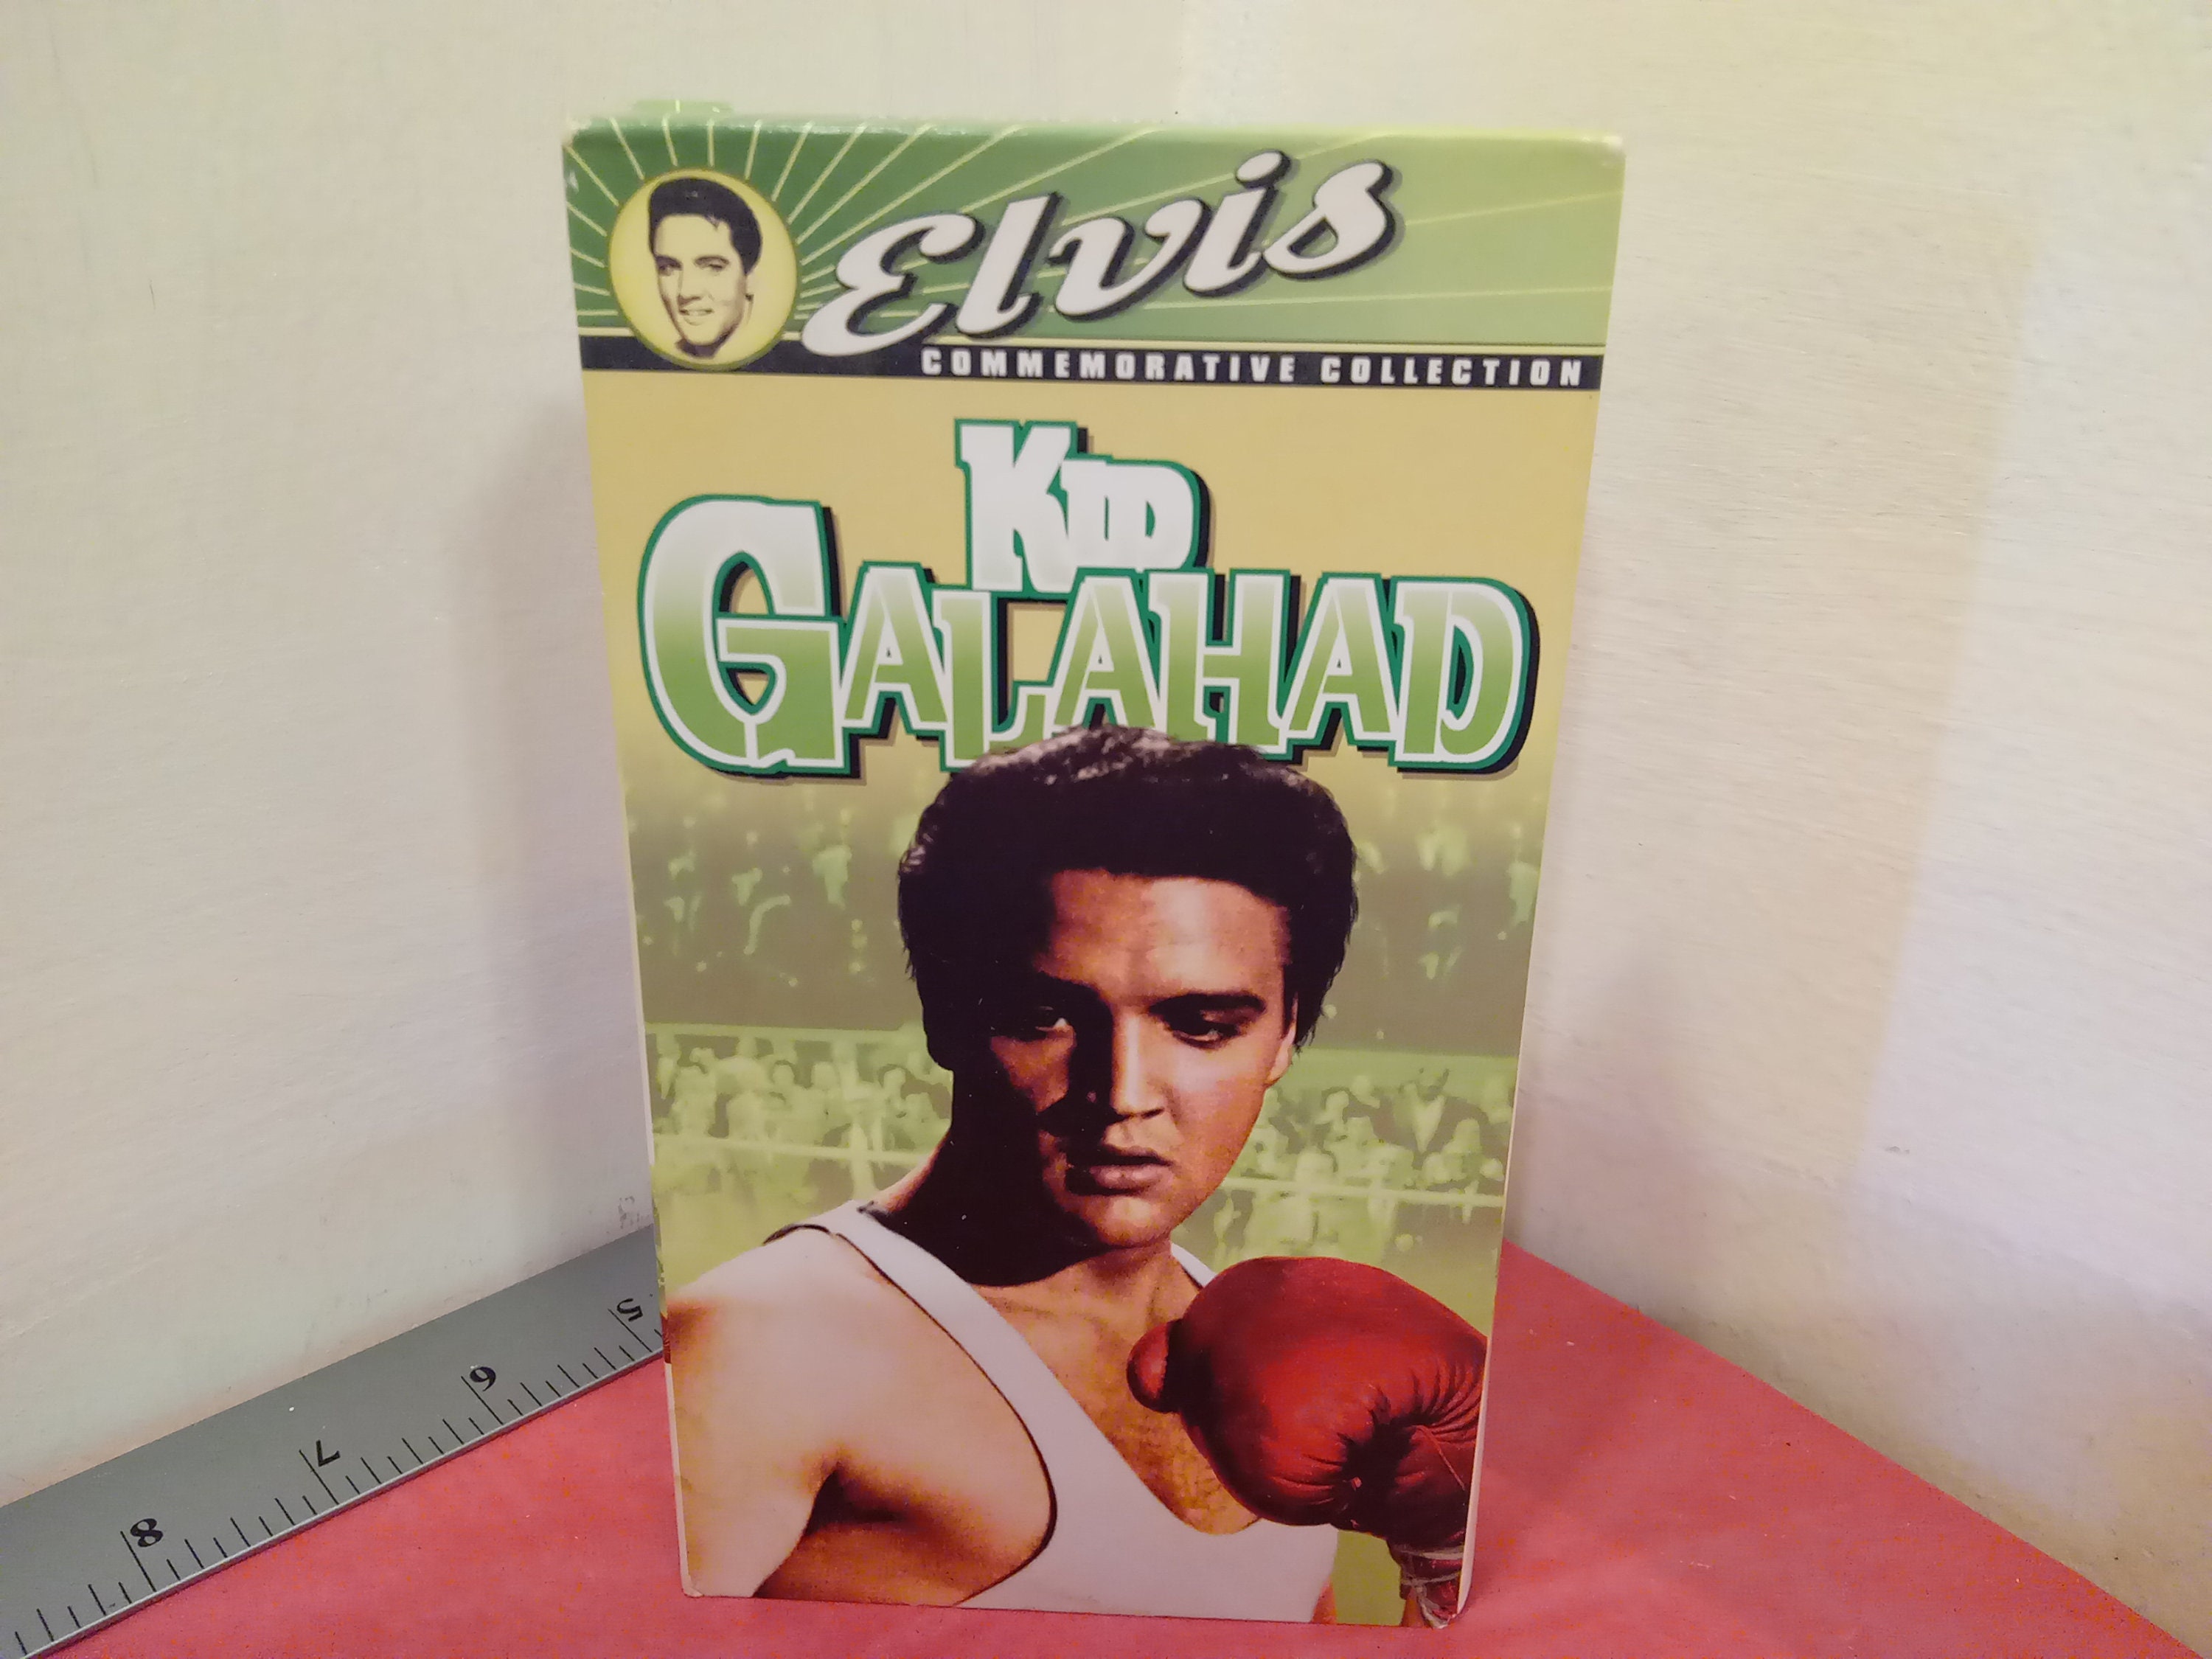 Elvis
COMMEMORATIVE COLLECTION
KID
GALAHAD
5
6
7
8